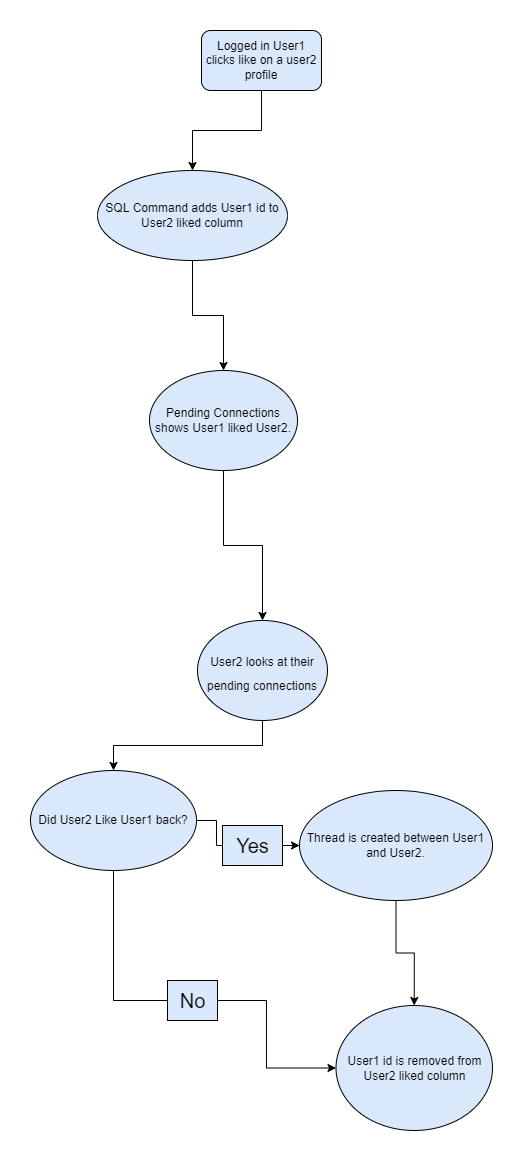 Logged in User1
clicks like on a user2
profile
SQL Command adds User1 id to
User2 liked column
Pending Connections
shows User1 liked User2.
User2 looks at their
pending connections
Did User2 Like User1 back?
Yes
Thread is created between User1
and User2.
No
User1 id is removed from
User2 liked column